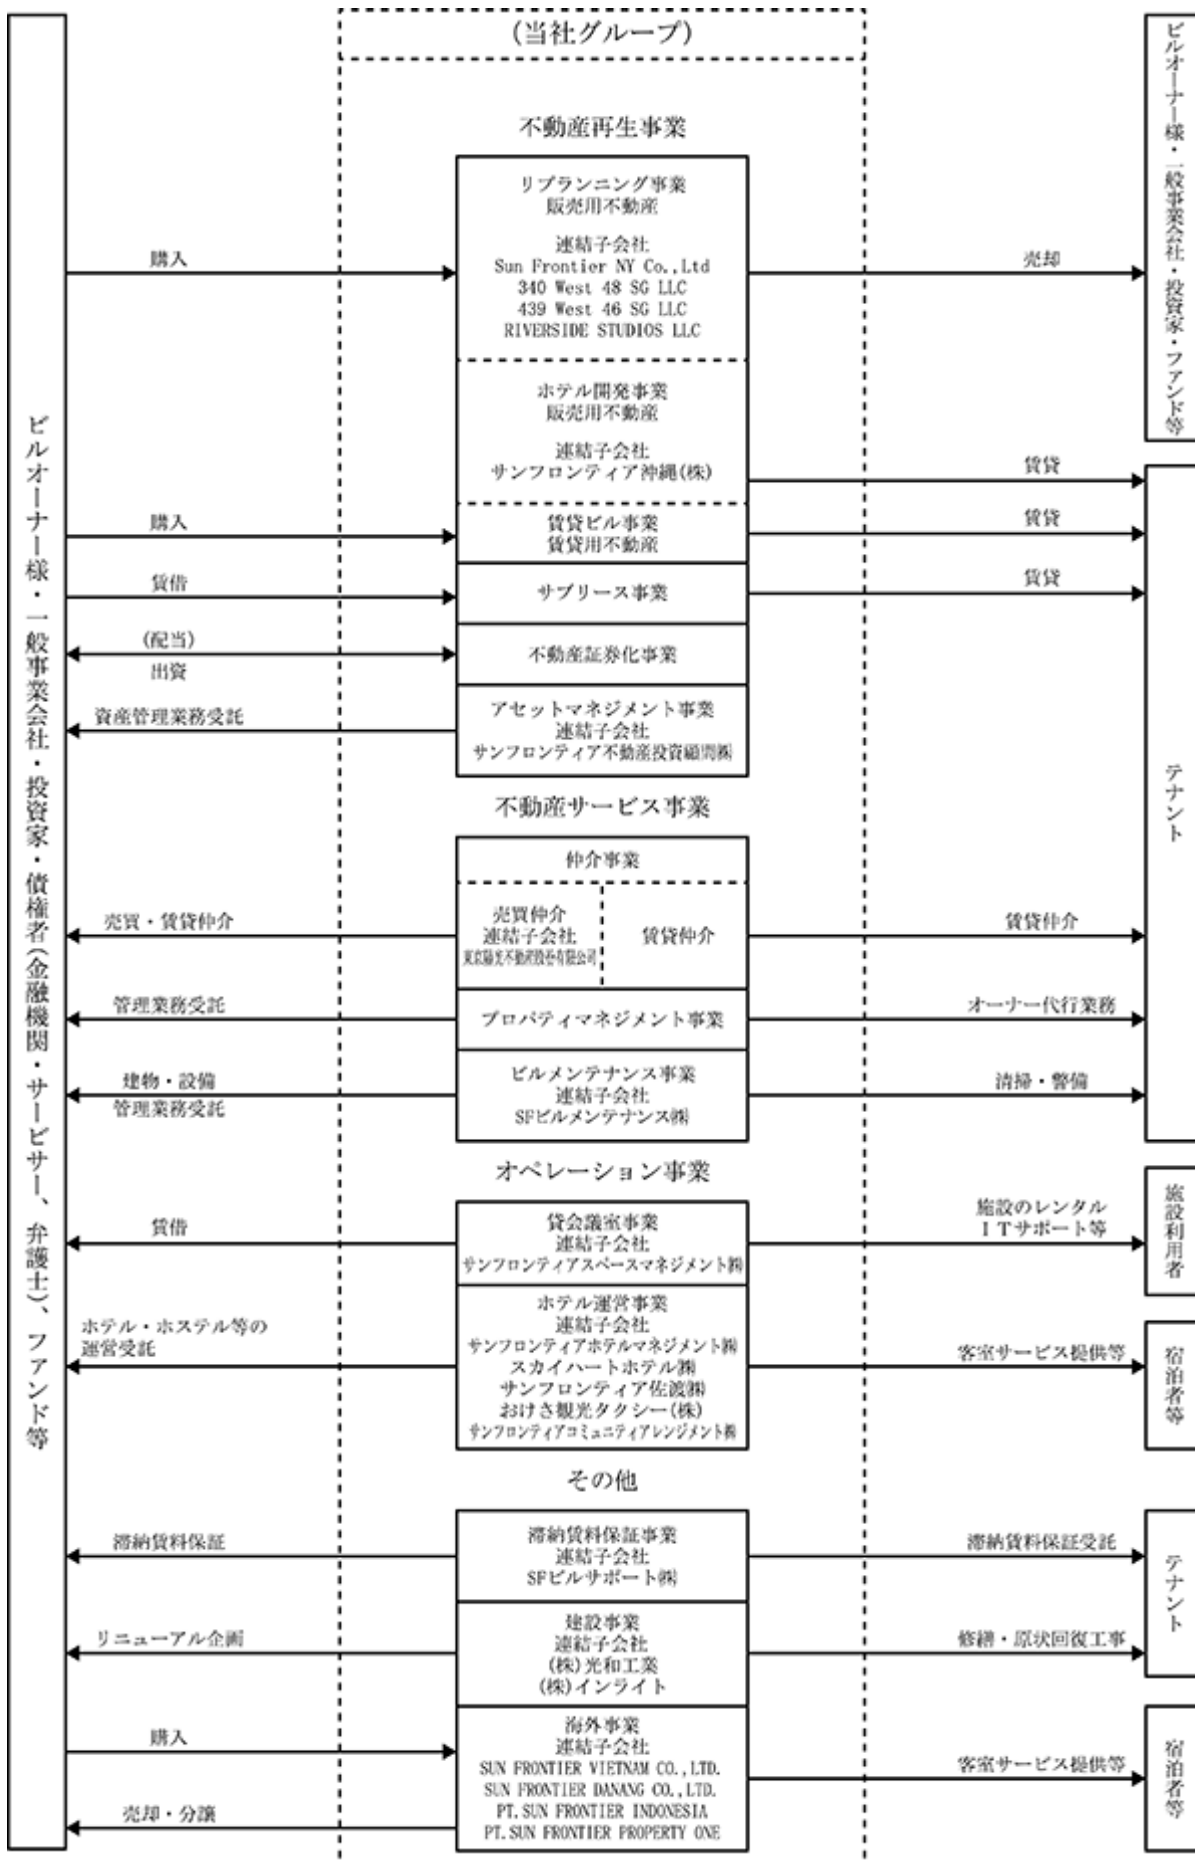 (当社グループ)
ビルオーナー様・一般事業会社・投資家・債権者(金融機関・サービサー、弁護士)、ファンド等
ビルオーナー様・一般事業会社・投資家・ファンド等
不動産再生事業
リプランニング事業
販売用不動産
連結子会社
Sun Frontier NY Co.,Ltd
340 West 48 SG LLC
439 West 46 SG LLC
RIVERSIDE STUDIOS LLC
購入
売却
ホテル開発事業
販売用不動産
連結子会社
サンフロンティア沖縄(株)
賃貸
テナント
購入
賃貸ビル事業
賃貸用不動産
賃貸
賃借
サブリース事業
賃貸
(配当)
出資
不動産証券化事業
資産管理業務受託
アセットマネジメント事業
連結子会社
サンフロンティア不動産投資顧問㈱
不動産サービス事業
仲介事業
売買・賃貸仲介
売買仲介
連結子会社
東京陽光不動産股份有限公司
賃貸仲介
賃貸仲介
管理業務受託
プロパティマネジメント事業
オーナー代行業務
建物・設備
管理業務受託
ビルメンテナンス事業
連結子会社
SFビルメンテナンス㈱
清掃・警備
オペレーション事業
賃借
貸会議室事業
連結子会社
サンフロンティアスペースマネジメント㈱
施設のレンタル
ITサポート等
施設利用者
ホテル・ホステル等の
運営受託
ホテル運営事業
連結子会社
サンフロンティアホテルマネジメント㈱
スカイハートホテル㈱
サンフロンティア佐渡㈱
おけさ観光タクシー(株)
サンフロンティアコミュニティアレンジメント㈱
客室サービス提供等
宿泊者等
その他
滞納賃料保証
滞納賃料保証事業
連結子会社
SFビルサポート㈱
滞納賃料保証受託
テナント
リニューアル企画
建設事業
連結子会社
(株)光和工業
(株)インライト
修繕・原状回復工事
購入
売却・分譲
海外事業
連結子会社
SUN FRONTIER VIETNAM CO.,LTD.
SUN FRONTIER DANANG CO.,LTD.
PT.SUN FRONTIER INDONESIA
PT.SUN FRONTIER PROPERTY ONE
客室サービス提供等
宿泊者等